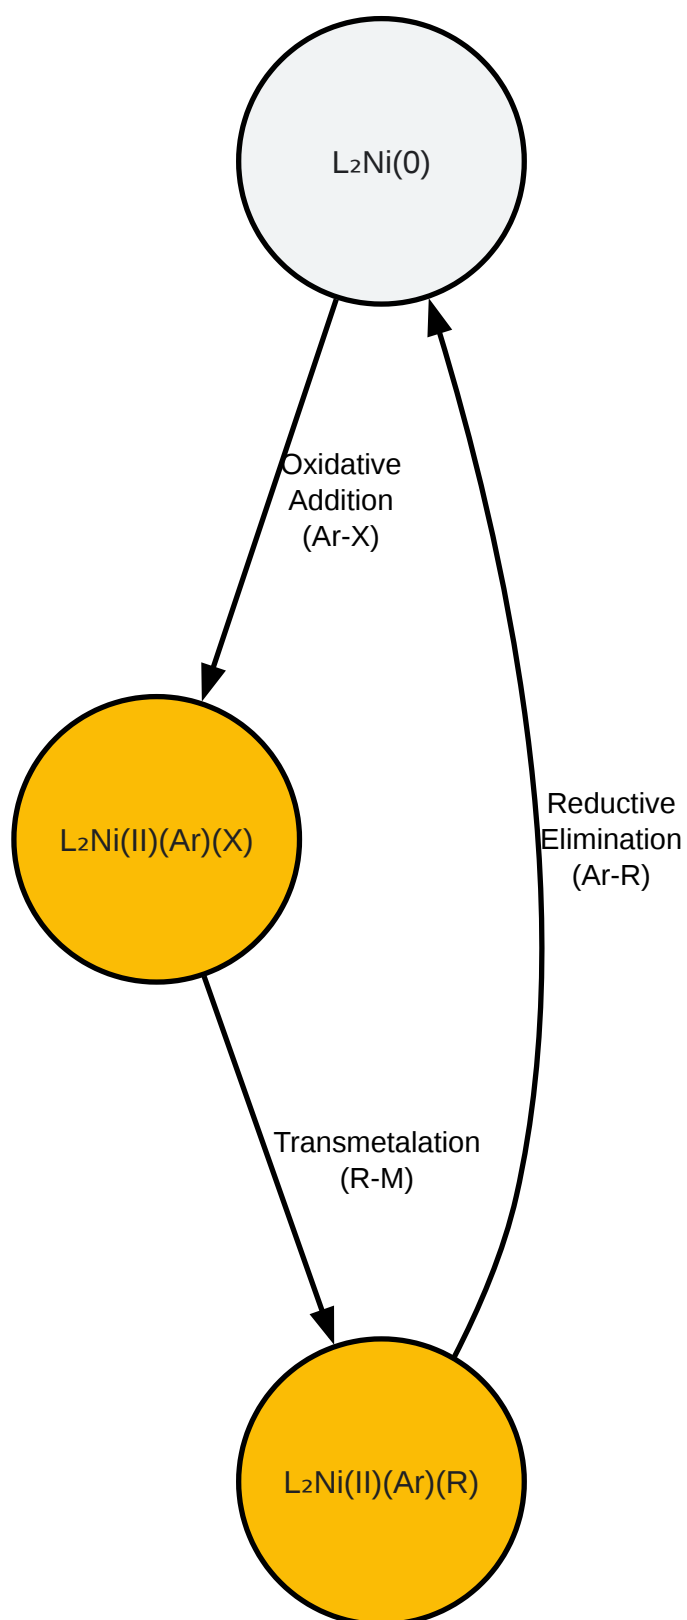 L₂Ni(0)
Oxidative
Addition
(Ar-X)
L₂Ni(II)(Ar)(X)
Reductive
Elimination
(Ar-R)
Transmetalation
(R-M)
L₂Ni(II)(Ar)(R)